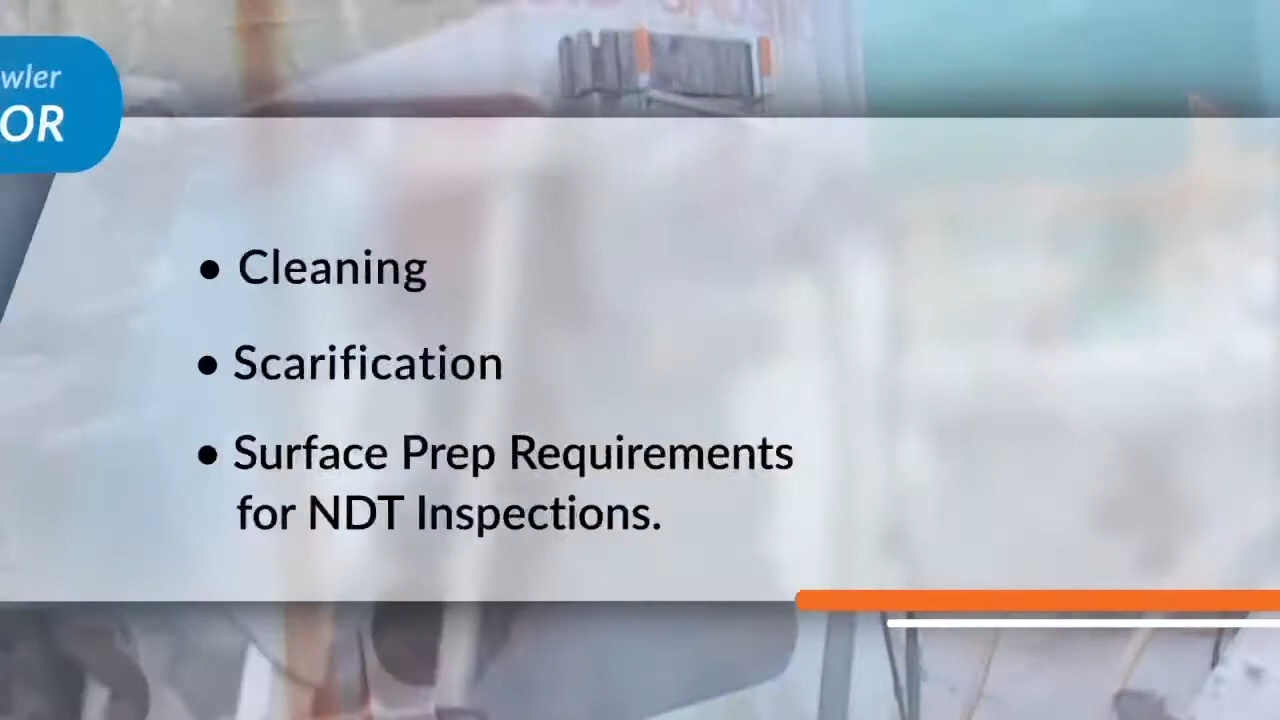 wler
OR
• Cleaning
• Scarification
• Surface Prep Requirements
for NDT Inspections.